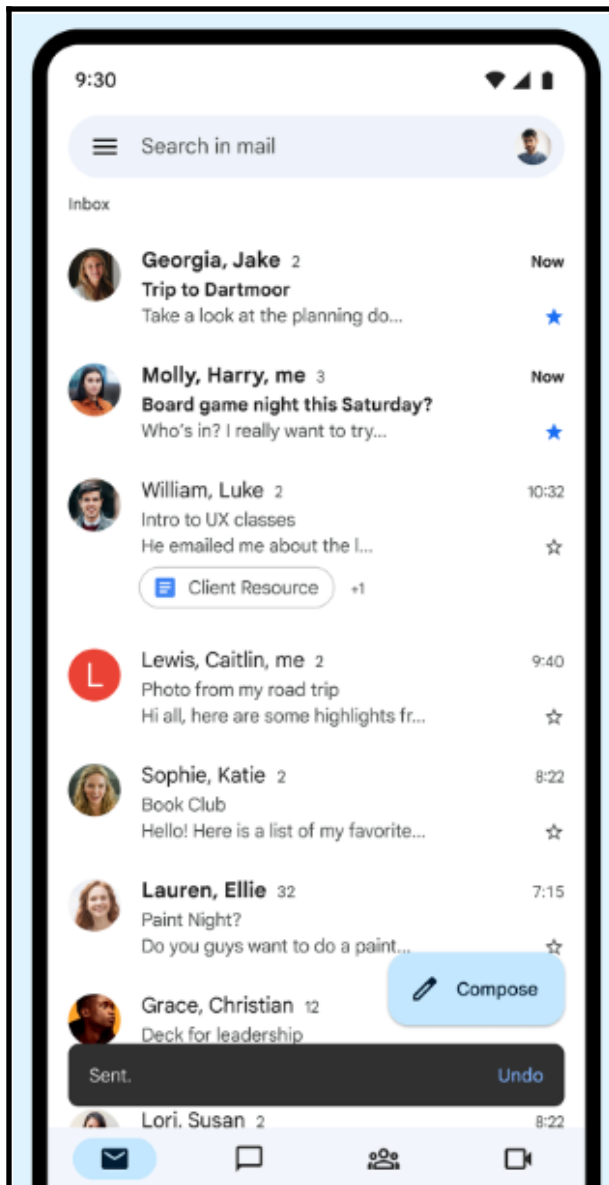 9:30
Search in mail
Inbox
Georgia, Jake 2 Now
Trip to Dartmoor
Take a look at the planning do...
Molly, Harry, me 3 Now
Board game night this Saturday?
Who's in? I really want to try...
William, Luke 2 10:32
Intro to UX classes
He emailed me about the l...
Client Resource +1
L
Lewis, Caitlin, me 2 9:40
Photo from my road trip
Hi all, here are some highlights fr...
Sophie, Katie 2 8:22
Book Club
Hello! Here is a list of my favorite...
Lauren, Ellie 32 7:15
Paint Night?
Do you guys want to do a paint...
Compose
Grace, Christian 12
Deck for leadership
Sent. Undo
Lori, Susan 2 8:22